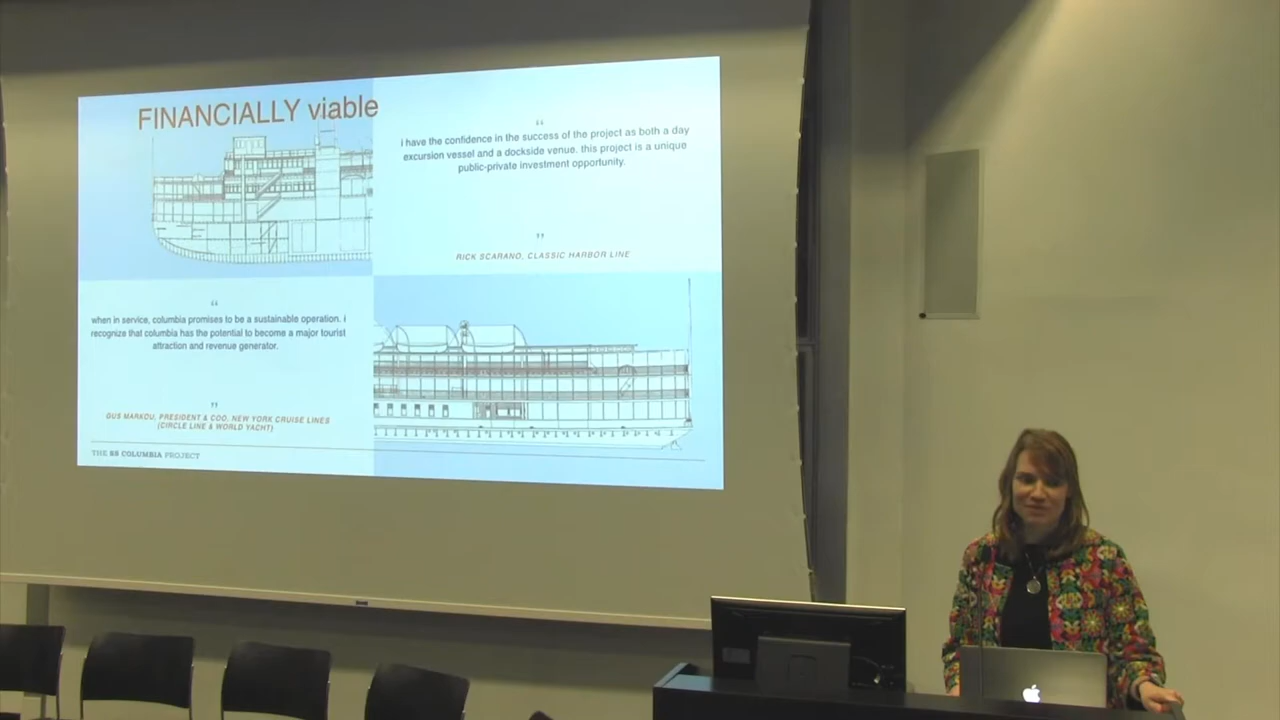 FINANCIALLY viable
“
i have the confidence in the success of the project as both a day
excursion vessel and a dockside venue. this project is a unique
public-private investment opportunity.
”
RICK SCARANO, CLASSIC HARBOR LINE
“
when in service, columbia promises to be a sustainable operation. i
recognize that columbia has the potential to become a major tourist
attraction and revenue generator.
”
GUS MARKOU, PRESIDENT & COO, NEW YORK CRUISE LINES
(CIRCLE LINE & WORLD YACHT)
THE SS COLUMBIA PROJECT